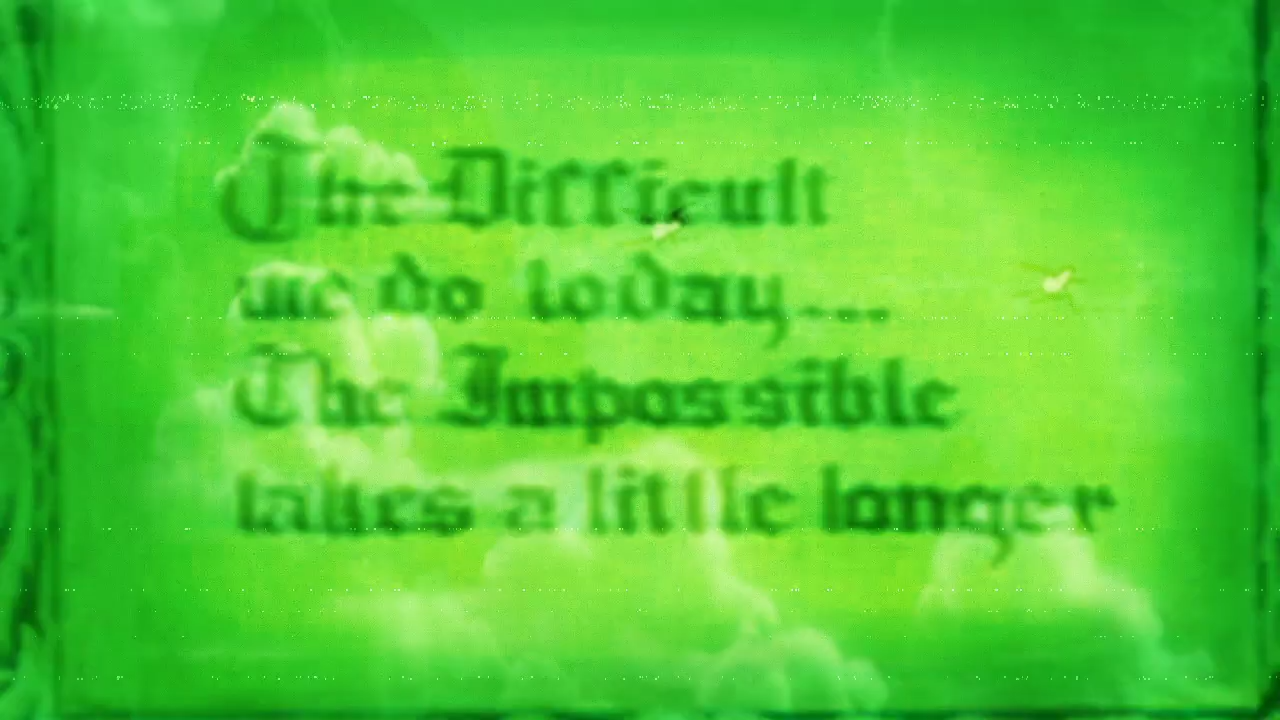 The Difficult
we do today...
The Impossible
takes a little longer